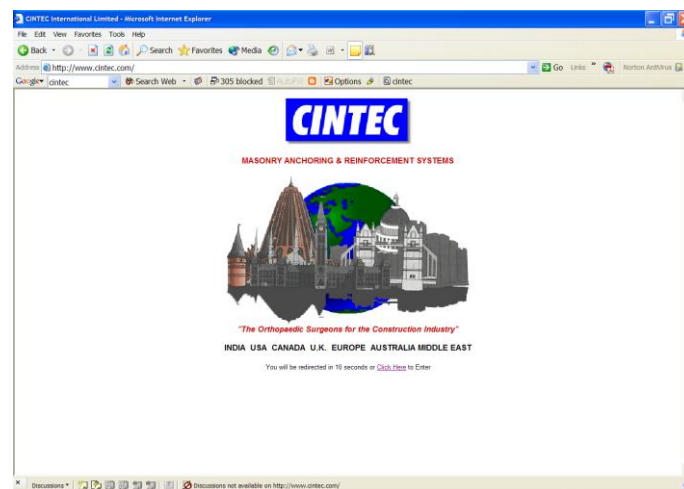 CINTEC International Limited - Microsoft Internet Explorer
File Edit View Favorites Tools Help
Back Search Favorites Media
Address http://www.cintec.com/ Go Links Norton AntiVirus
Google cintec Search Web 305 blocked AutoFill Options cintec
CINTEC
MASONRY ANCHORING & REINFORCEMENT SYSTEMS
"The Orthopaedic Surgeons for the Construction Industry"
INDIA USA CANADA U.K. EUROPE AUSTRALIA MIDDLE EAST
You will be redirected in 10 seconds or Click Here to Enter
Discussions Discussions not available on http://www.cintec.com/